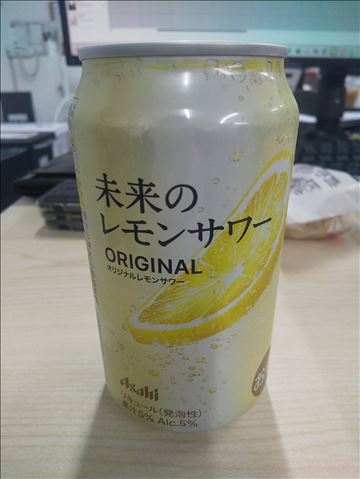 未来の
レモンサワー
ORIGINAL
オリジナルレモンサワー
Asahi
リキュール(発泡性)
果汁5% Alc.5%
お